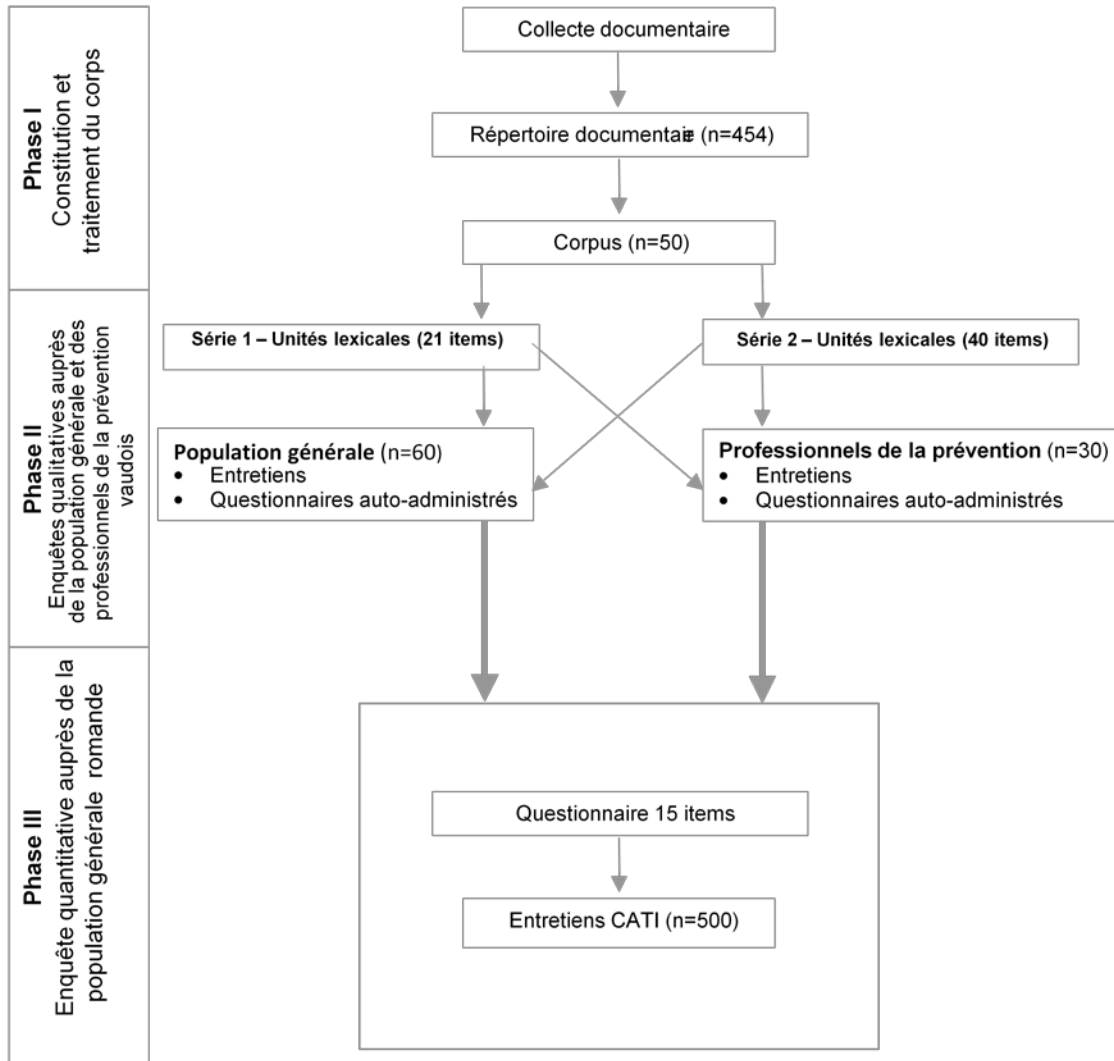 Phase I
Constitution et
traitement du corps
Collecte documentaire
Répertoire documentaire (n=454)
Corpus (n=50)
Phase II
Enquêtes qualitatives auprès
de la population générale et des
professionnels de la prévention
vaudois
Série 1 – Unités lexicales (21 items)
Série 2 – Unités lexicales (40 items)
Population générale (n=60)
• Entretiens
• Questionnaires auto-administrés
Professionnels de la prévention (n=30)
• Entretiens
• Questionnaires auto-administrés
Phase III
Enquête quantitative auprès de la
population générale romande
Questionnaire 15 items
Entretiens CATI (n=500)